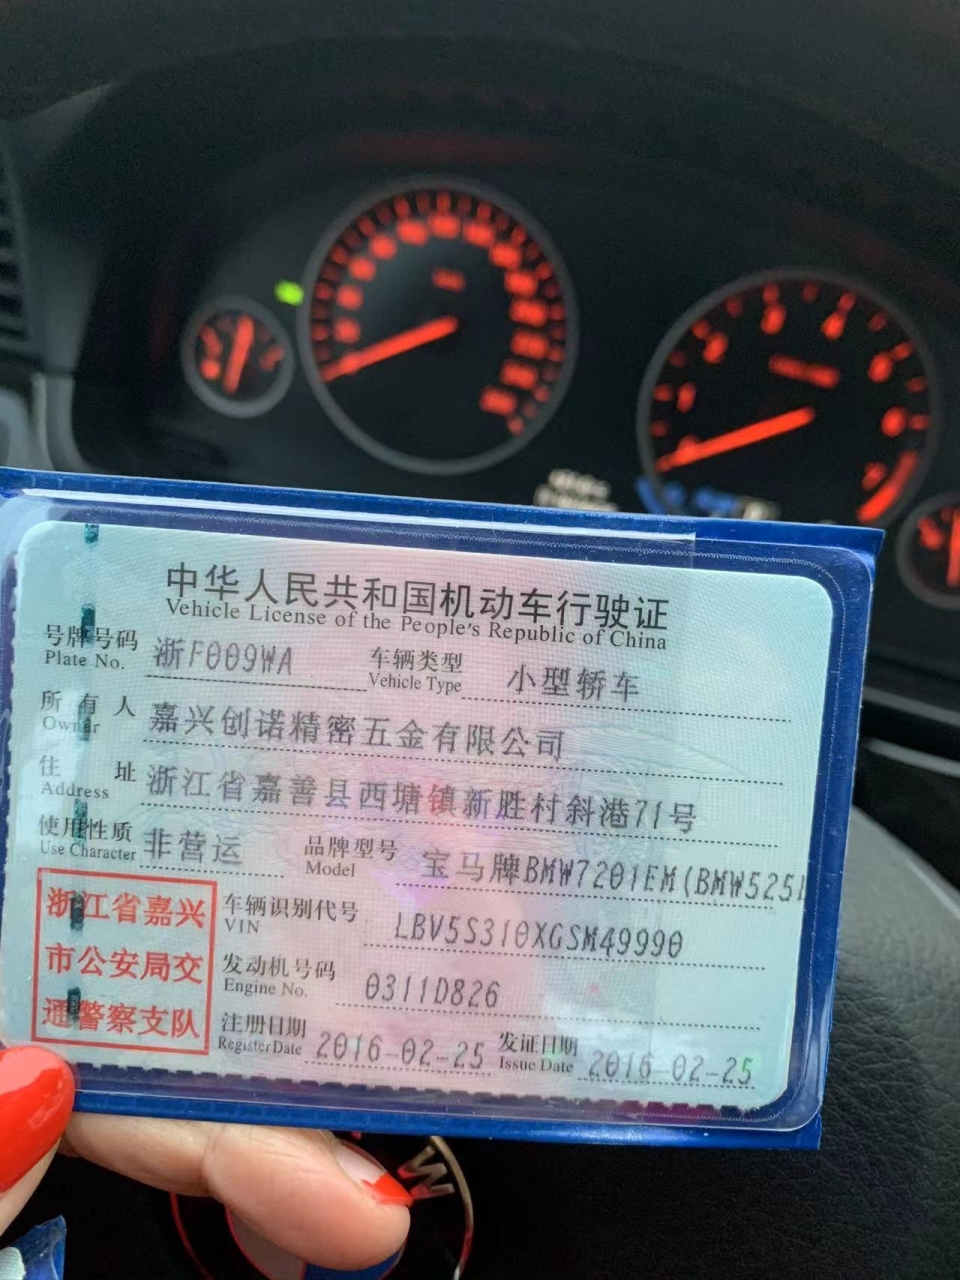 中华人民共和国机动车行驶证
Vehicle License of the People's Republic of China
号牌号码 浙F009WA 车辆类型 小型轿车
Plate No. Vehicle Type
所有人 嘉兴创诺精密五金有限公司
Owner
住址 浙江省嘉善县西塘镇新胜村斜港71号
Address
使用性质 非营运 品牌型号 宝马牌BMW7201EM(BMW525l
Use Character Model
浙江省嘉兴
市公安局交
通警察支队
车辆识别代号 LBV5S310XGSM49990
VIN
发动机号码 0311D826
Engine No.
注册日期 2016-02-25 发证日期 2016-02-25
Register Date Issue Date
W